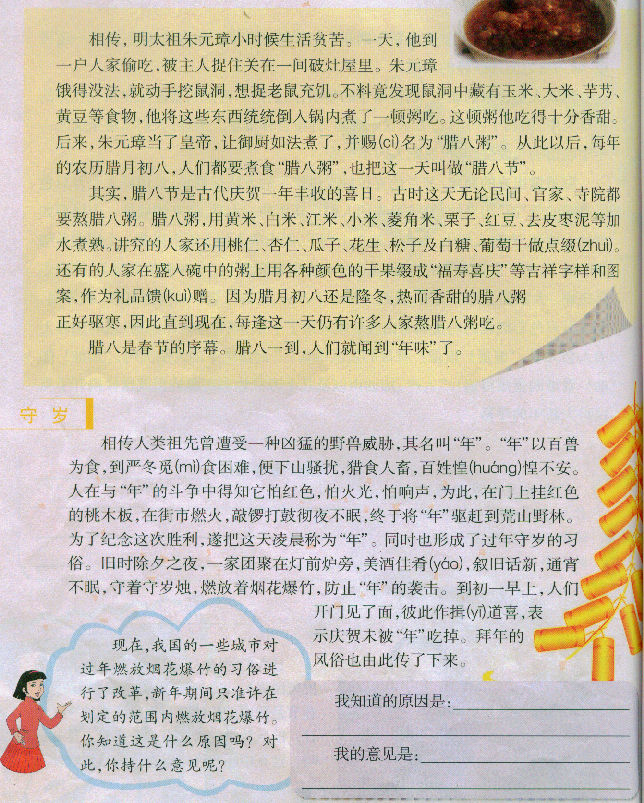 相传，明太祖朱元璋小时候生活贫苦。一天，他到
一户人家偷吃，被主人捉住关在一间破灶屋里。朱元璋
饿得没法，就动手挖鼠洞，想捉老鼠充饥。不料竟发现鼠洞中藏有玉米、大米、芋艿、
黄豆等食物，他将这些东西统统倒入锅内煮了一顿粥吃。这顿粥他吃得十分香甜。
后来，朱元璋当了皇帝，让御厨如法煮了，并赐(cì)名为“腊八粥”。从此以后，每年
的农历腊月初八，人们都要煮食“腊八粥”，也把这一天叫做“腊八节”。
其实，腊八节是古代庆贺一年丰收的喜日。古时这天无论民间、官家、寺院都
要熬腊八粥。腊八粥，用黄米、白米、江米、小米、菱角米、栗子、红豆、去皮枣泥等加
水煮熟。讲究的人家还用桃仁、杏仁、瓜子、花生、松子及白糖、葡萄干做点缀(zhuì)。
还有的人家在盛入碗中的粥上用各种颜色的干果缀成“福寿喜庆”等吉祥字样和图
案，作为礼品馈(kuì)赠。因为腊月初八还是隆冬，热而香甜的腊八粥
正好驱寒，因此直到现在，每逢这一天仍有许多人家熬腊八粥吃。
腊八是春节的序幕。腊八一到，人们就闻到“年味”了。
守岁
相传人类祖先曾遭受一种凶猛的野兽威胁，其名叫“年”。“年”以百兽
为食，到严冬觅(mì)食困难，便下山骚扰，猎食人畜，百姓惶(huáng)惶不安。
人在与“年”的斗争中得知它怕红色，怕火光，怕响声，为此，在门上挂红色
的桃木板，在街市燃火，敲锣打鼓彻夜不眠，终于将“年”驱赶到荒山野林。
为了纪念这次胜利，遂把这天凌晨称为“年”。同时也形成了过年守岁的习
俗。旧时除夕之夜，一家团聚在灯前炉旁，美酒佳肴(yáo)，叙旧话新，通宵
不眠，守着守岁烛，燃放着烟花爆竹，防止“年”的袭击。到初一早上，人们
开门见了面，彼此作揖(yī)道喜，表
示庆贺未被“年”吃掉。拜年的
风俗也由此传了下来。
现在，我国的一些城市对
过年燃放烟花爆竹的习俗进
行了改革，新年期间只准许在
划定的范围内燃放烟花爆竹。
你知道这是什么原因吗？对
此，你持什么意见呢？
我知道的原因是：
我的意见是：